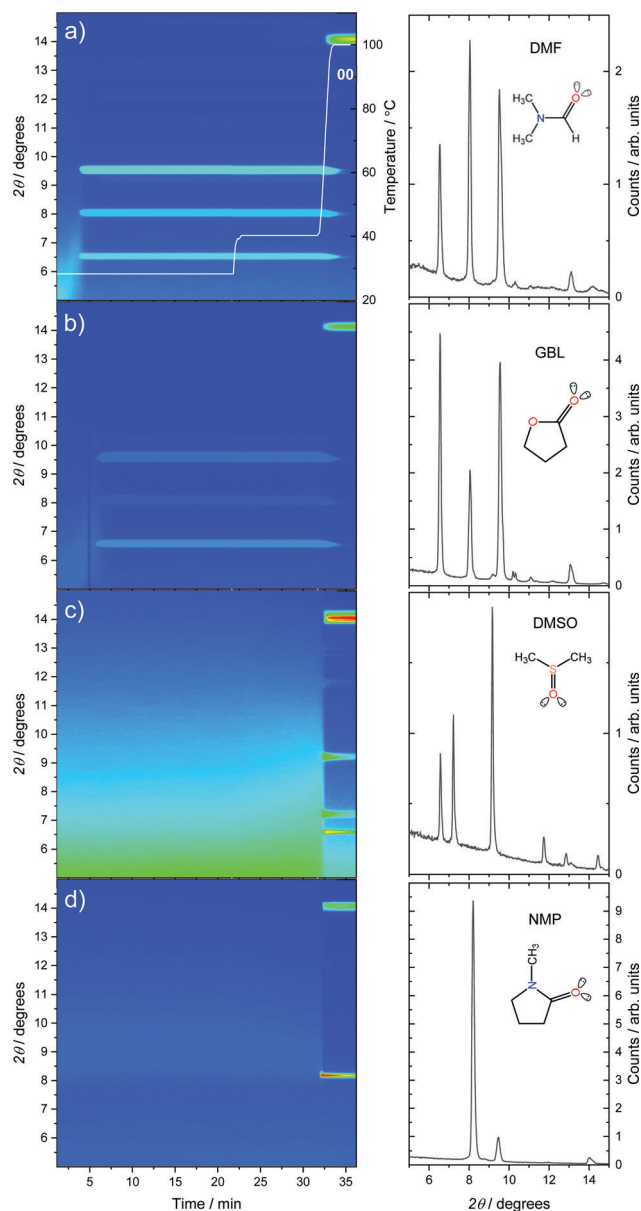 a)
2θ / degrees
14
13
12
11
10
9
8
7
6
00
100
80
60
40
20
Temperature / °C
DMF
H₃C
N
CH₃
O
H
2
1
0
Counts / arb. units
b)
2θ / degrees
14
13
12
11
10
9
8
7
6
GBL
O
O
5
4
3
2
1
0
Counts / arb. units
c)
2θ / degrees
14
13
12
11
10
9
8
7
6
DMSO
H₃C
CH₃
S
O
1
0
Counts / arb. units
d)
2θ / degrees
14
13
12
11
10
9
8
7
6
5 10 15 20 25 30 35
Time / min
NMP
CH₃
N
O
9
8
7
6
5
4
3
2
1
0
Counts / arb. units
6 8 10 12 14
2θ / degrees